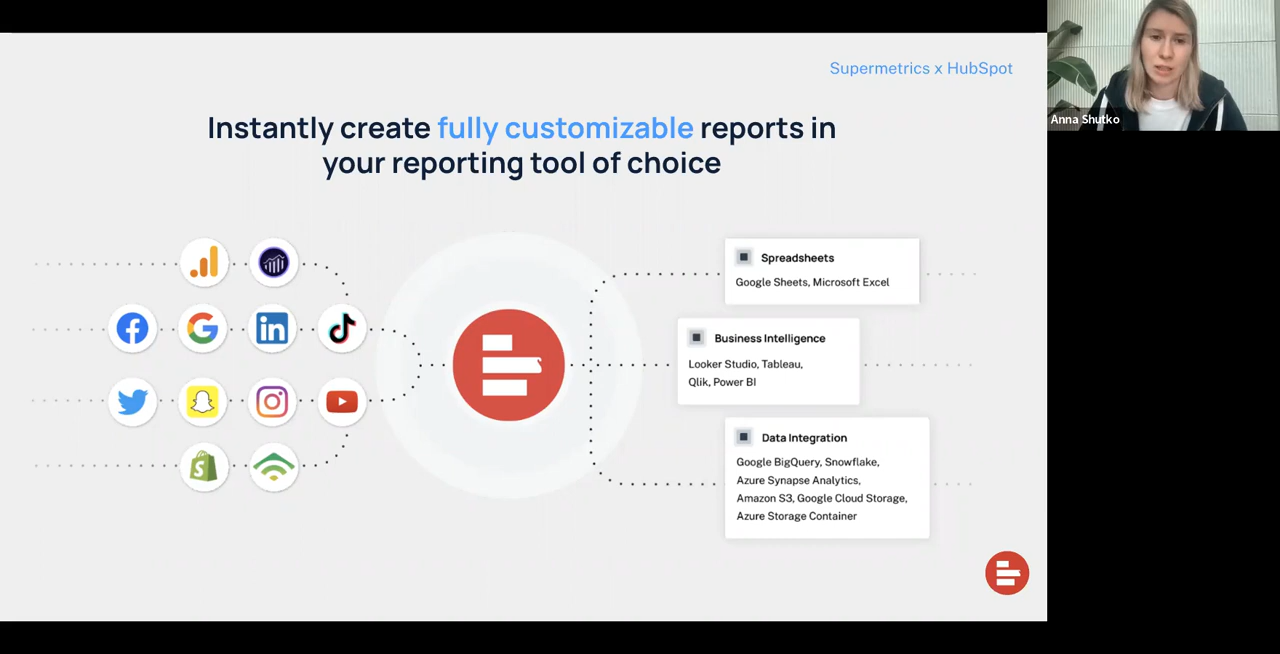 Supermetrics x HubSpot
Instantly create fully customizable reports in
your reporting tool of choice
Spreadsheets
Google Sheets, Microsoft Excel
Business Intelligence
Looker Studio, Tableau,
Qlik, Power BI
Data Integration
Google BigQuery, Snowflake,
Azure Synapse Analytics,
Amazon S3, Google Cloud Storage,
Azure Storage Container
Anna Shutko